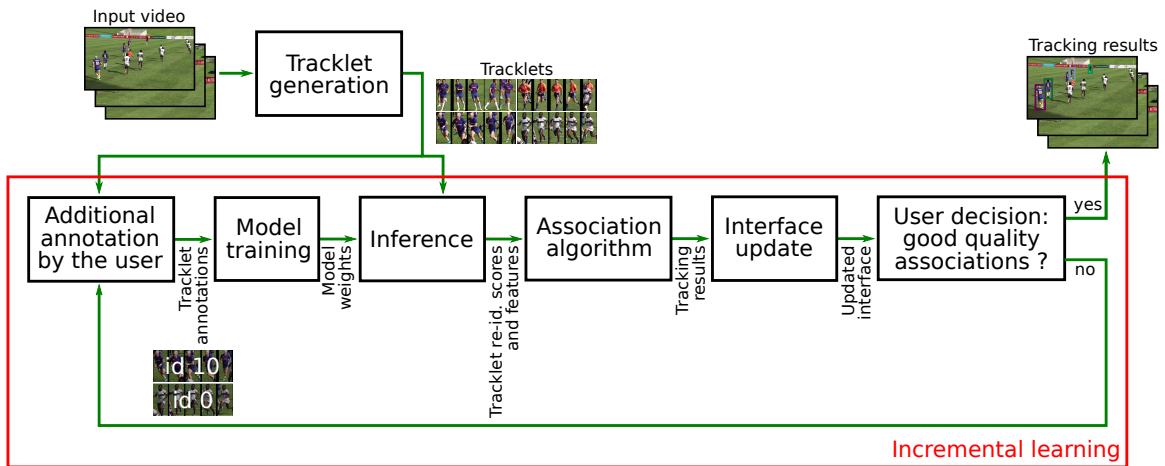 Input video
Tracklet
generation
Tracklets
Tracking results
Additional
annotation
by the user
Tracklet
annotations
id 10
id 0
Model
training
Model
weights
Inference
Tracklet re-id. scores
and features
Association
algorithm
Tracking
results
Interface
update
Updated
interface
User decision:
good quality
associations ?
yes
no
Incremental learning